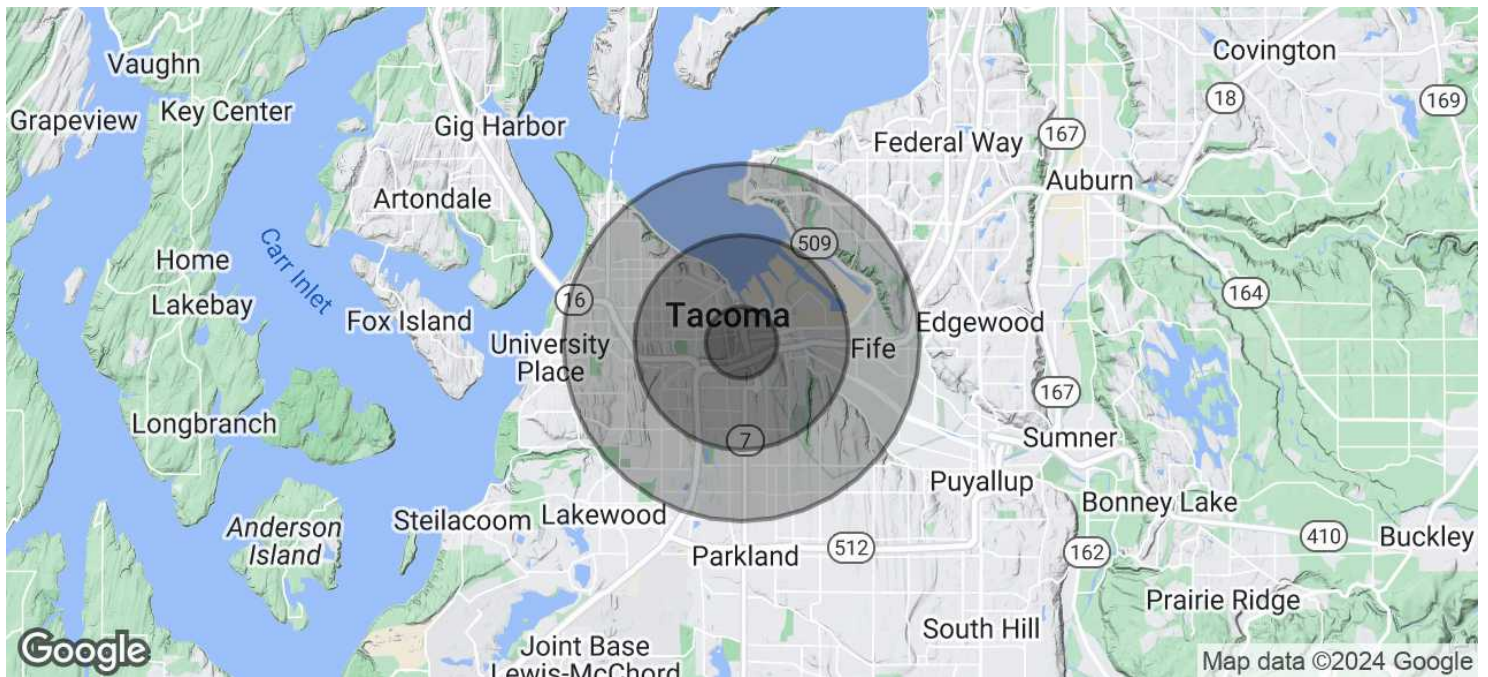 Vaughn
Key Center
Grapeview
Gig Harbor
Artondale
Home
Lakebay
Carr Inlet
Fox Island
Longbranch
Anderson
Island
Steilacoom
Lakewood
University
Place
16
Tacoma
509
Fife
7
Parkland
512
Joint Base
Lewis-McChord
Federal Way
167
Auburn
18
Covington
169
164
Edgewood
167
Sumner
Puyallup
Bonney Lake
410
Buckley
162
Prairie Ridge
South Hill
Google
Map data ©2024 Google